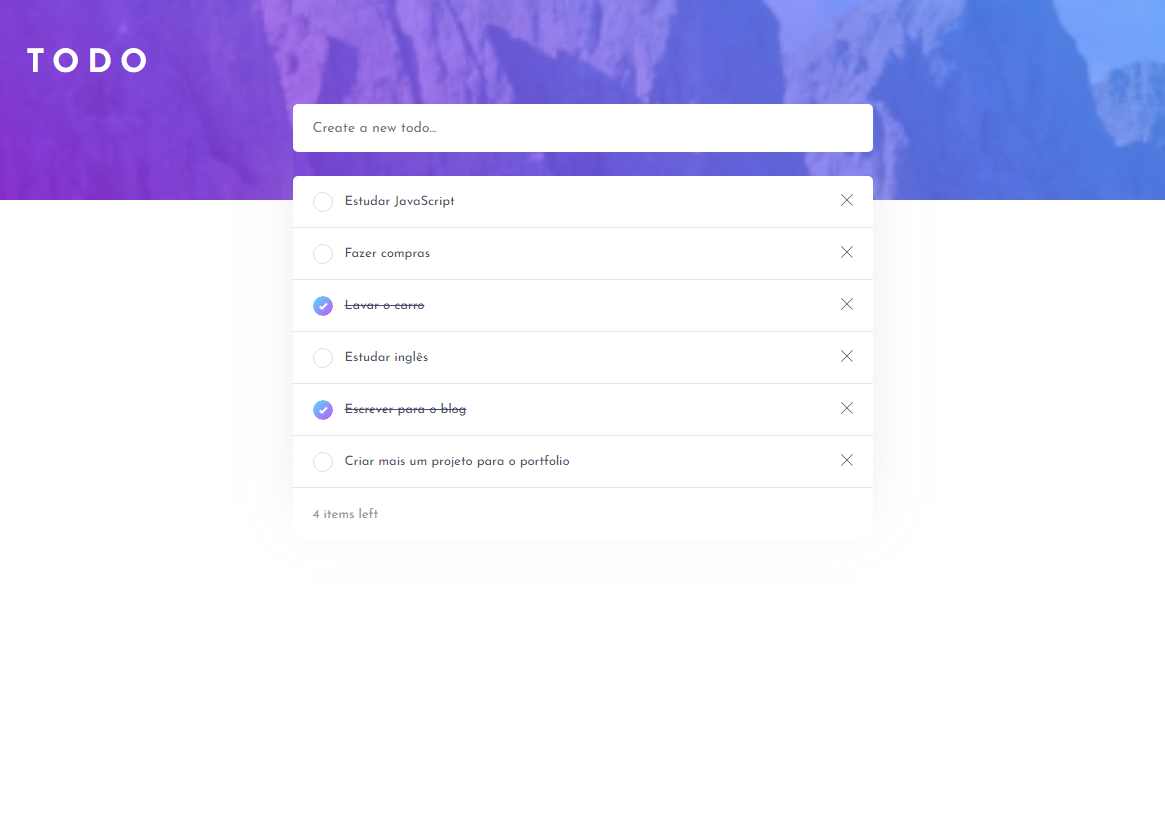 TODO
Create a new todo...
Estudar JavaScript
Fazer compras
Lavar o carro
Estudar inglês
Escrever para o blog
Criar mais um projeto para o portfolio
4 items left